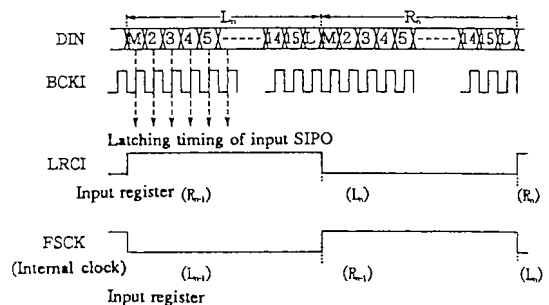 Lₙ Rₙ
DIN M 2 3 4 5 14 15 L M 2 3 4 5 14 15 L
BCKI
Latching timing of input SIPO
LRCI
Input register (Rₙ₋₁) (Lₙ) (Rₙ)
FSCK
(Internal clock) (Lₙ₋₁) (Rₙ₋₁) (Lₙ)
Input register